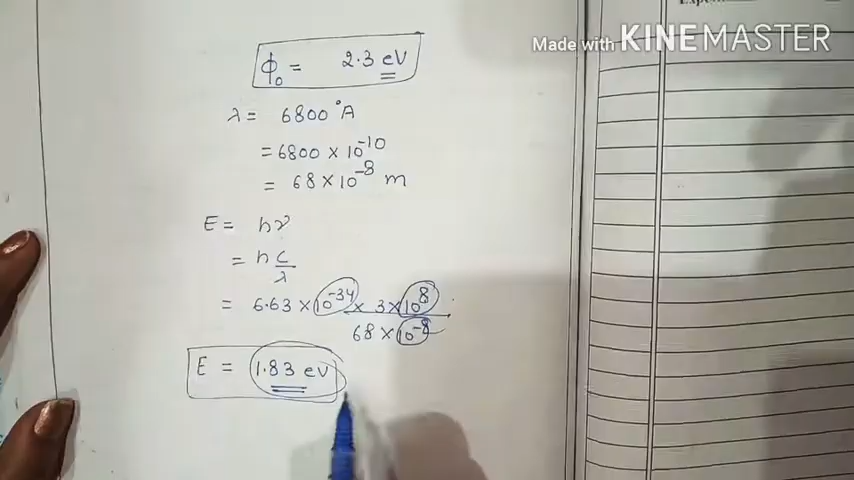 Made with KINEMASTER
ϕ₀ = 2.3 eV
λ = 6800 °A
= 6800 × 10⁻¹⁰
= 68 × 10⁻⁸ m
E = hν
= h c/λ
= 6.63 × 10⁻³⁴ × 3 × 10⁸
68 × 10⁻⁸
E = 1.83 eV